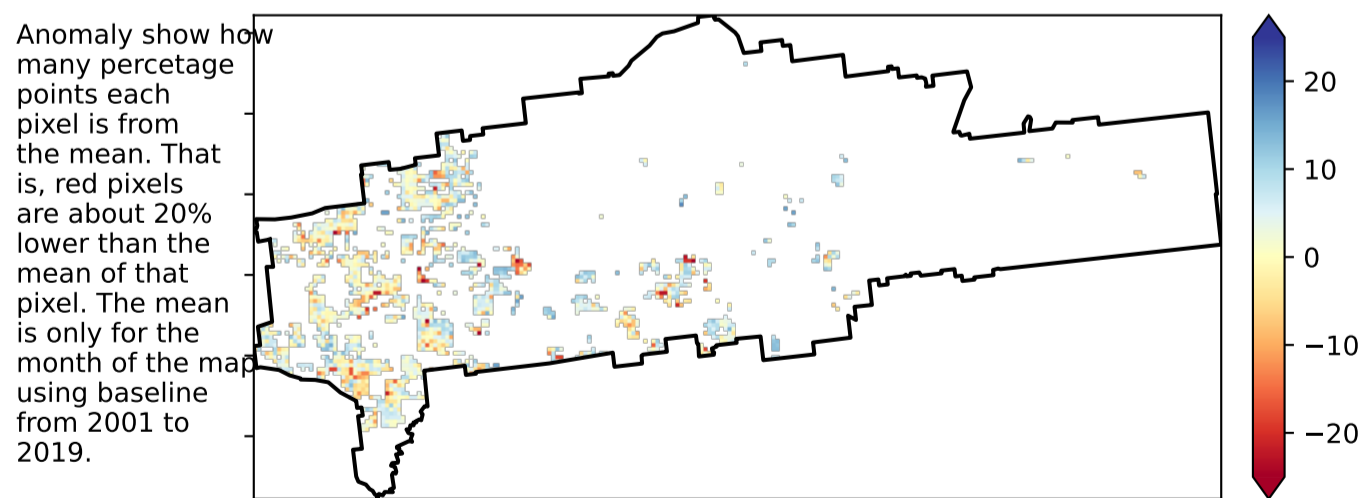 Anomaly show how
many percetage
points each
pixel is from
the mean. That
is, red pixels
are about 20%
lower than the
mean of that
pixel. The mean
is only for the
month of the map
using baseline
from 2001 to
2019.
20
10
0
−10
−20